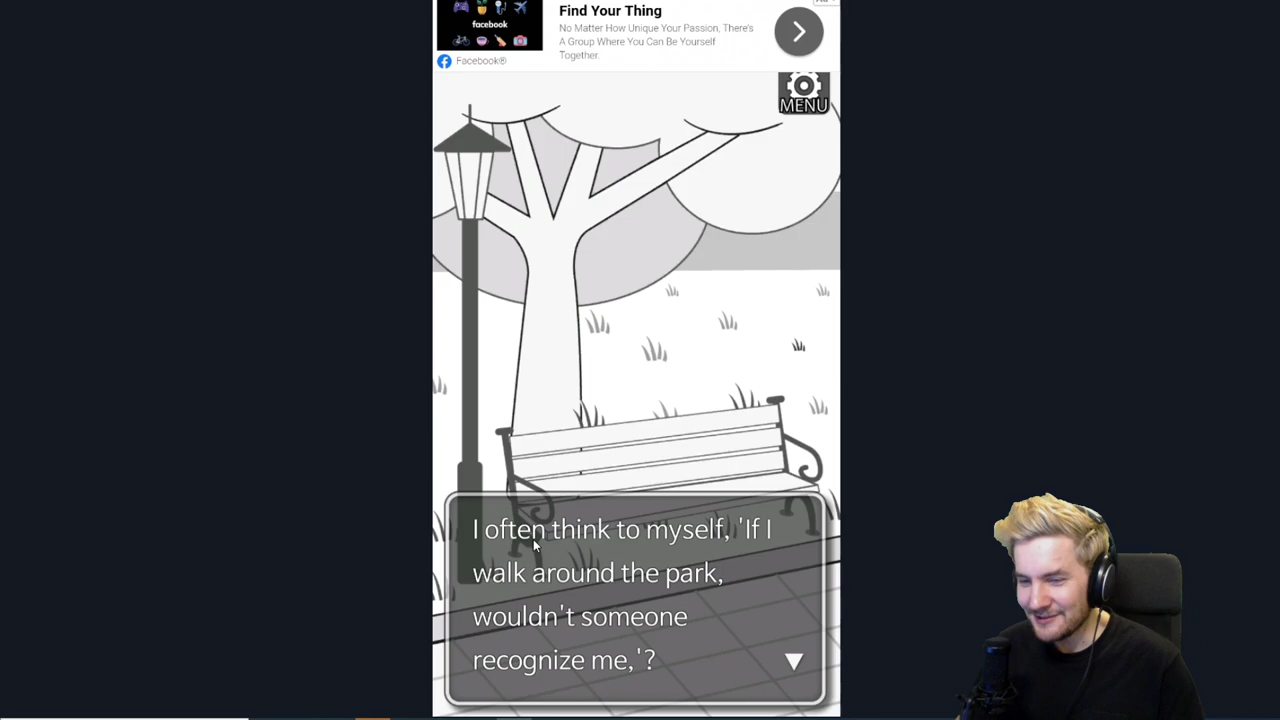 Find Your Thing
No Matter How Unique Your Passion, There's
A Group Where You Can Be Yourself
Together.
facebook
Facebook®
MENU
I often think to myself, 'If I
walk around the park,
wouldn't someone
recognize me,'?